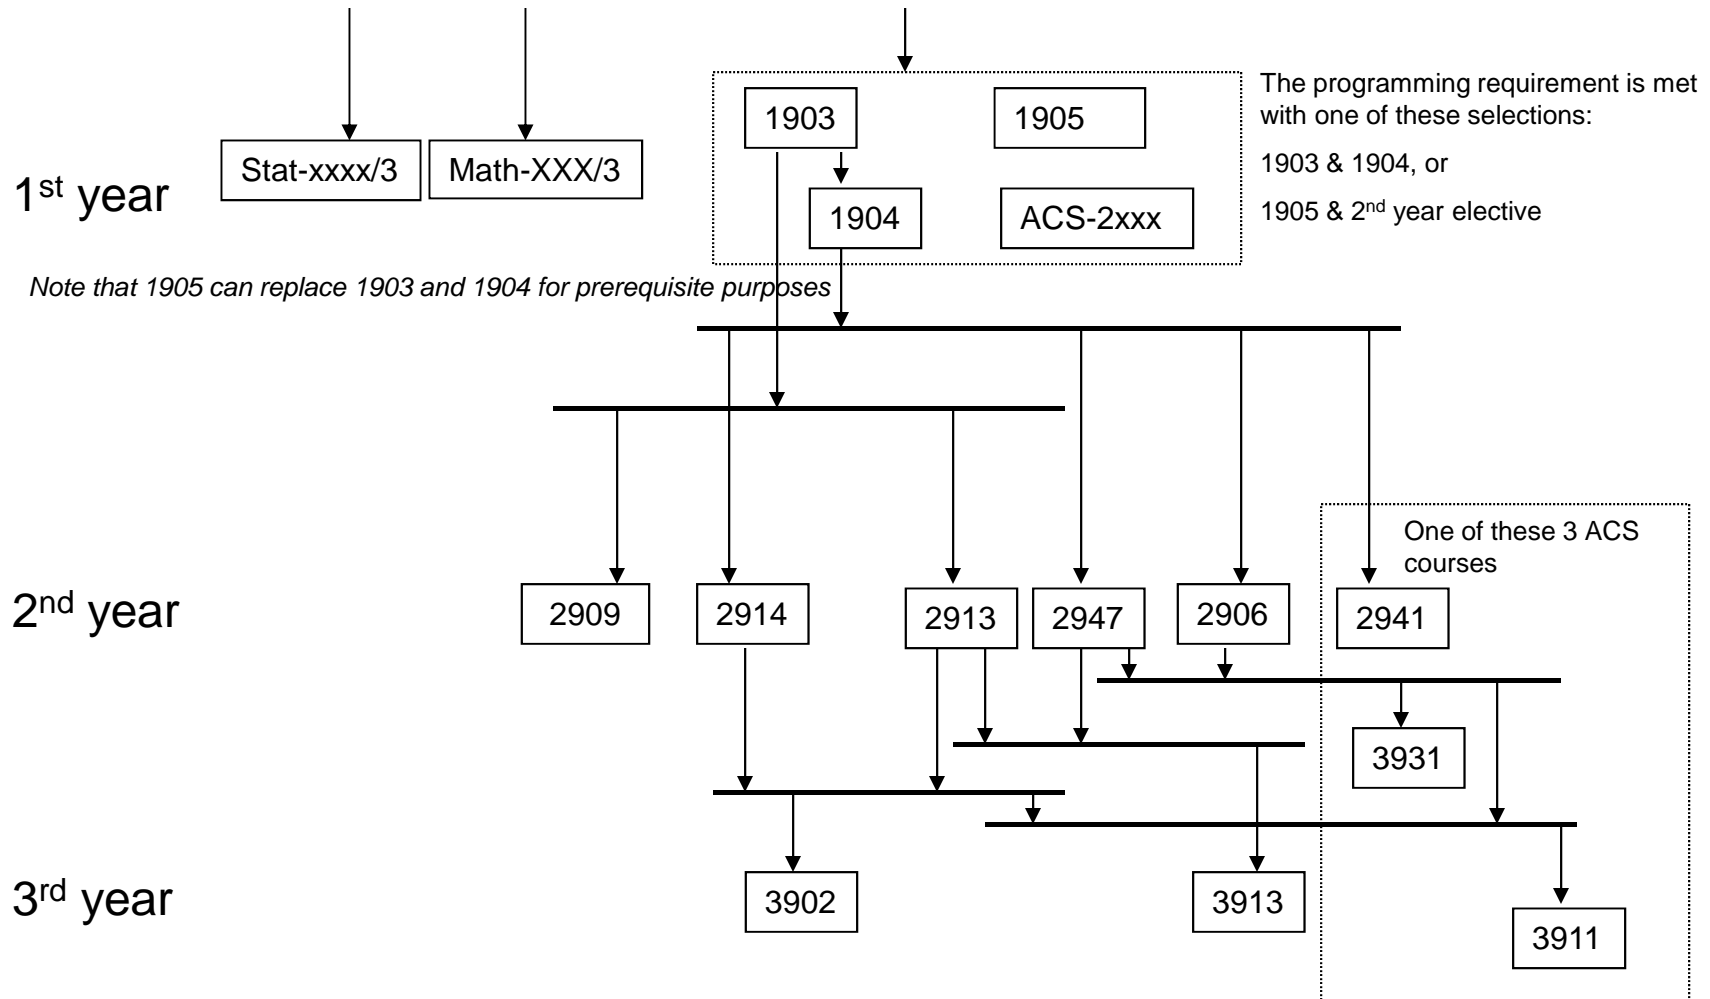 The programming requirement is met
with one of these selections:
1903 & 1904, or
1905 & 2nd year elective
1903
1905
1st year
Stat-xxxx/3
Math-XXX/3
1904
ACS-2xxx
Note that 1905 can replace 1903 and 1904 for prerequisite purposes
One of these 3 ACS
courses
2nd year
2909
2914
2913
2947
2906
2941
3931
3rd year
3902
3913
3911